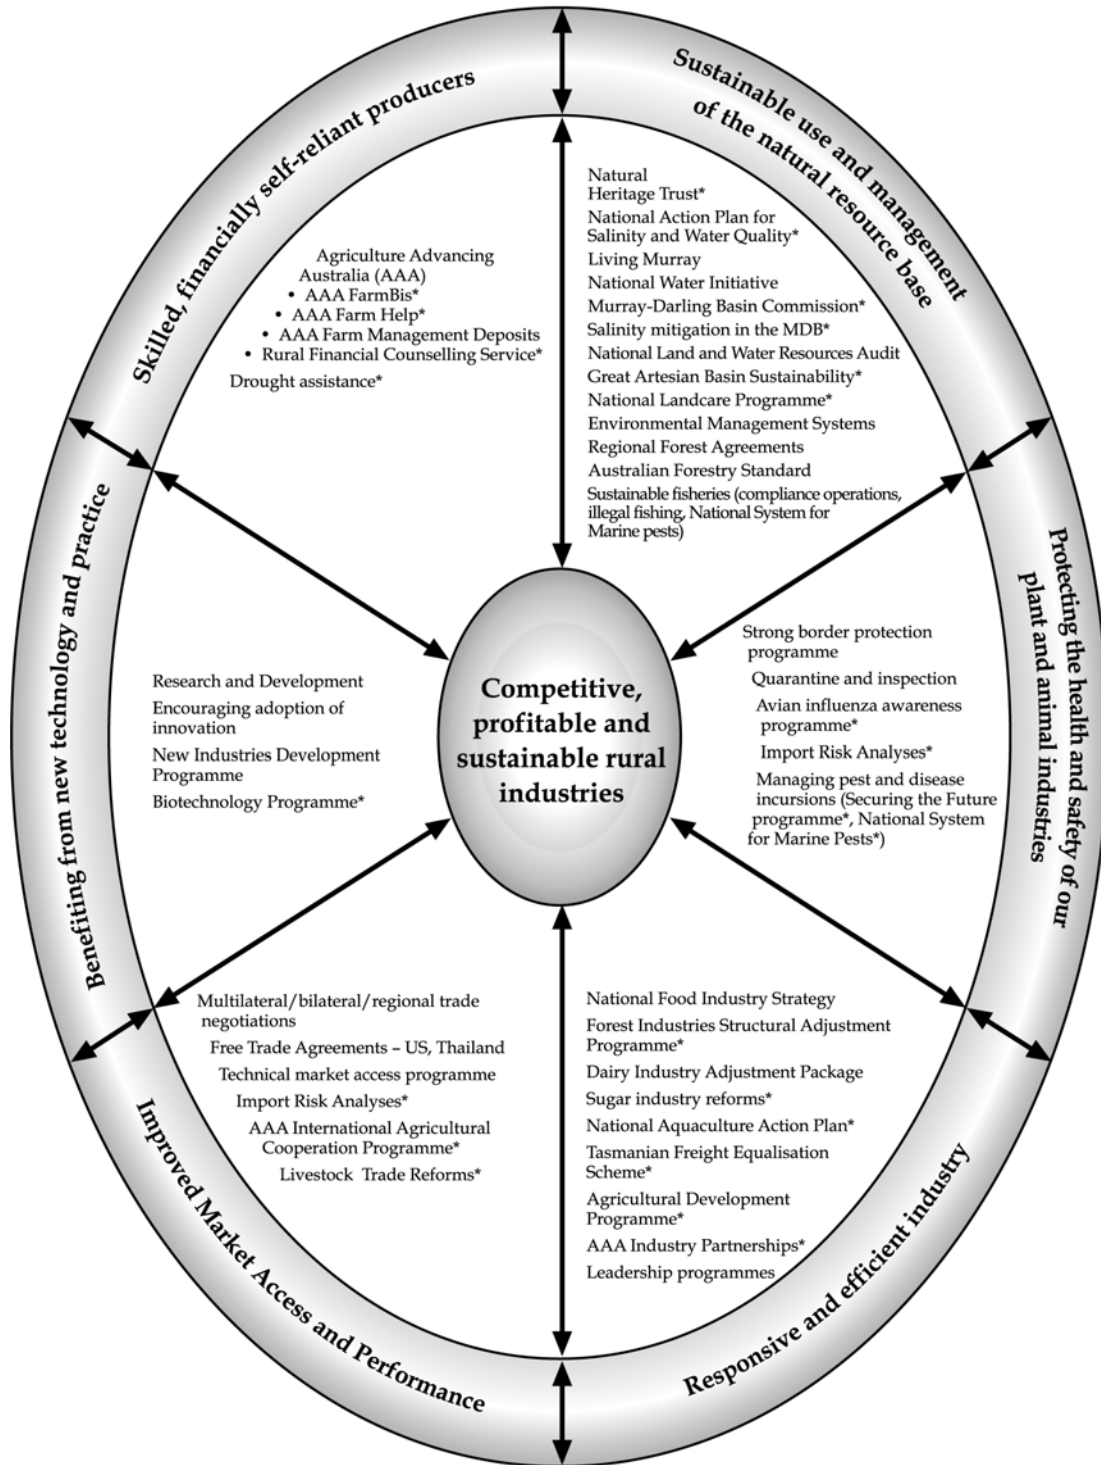 Skilled, financially self-reliant producers
Agriculture Advancing
Australia (AAA)
• AAA FarmBis*
• AAA Farm Help*
• AAA Farm Management Deposits
• Rural Financial Counselling Service*
Drought assistance*
Sustainable use and management
of the natural resource base
Natural
Heritage Trust*
National Action Plan for
Salinity and Water Quality*
Living Murray
National Water Initiative
Murray-Darling Basin Commission*
Salinity mitigation in the MDB*
National Land and Water Resources Audit
Great Artesian Basin Sustainability*
National Landcare Programme*
Environmental Management Systems
Regional Forest Agreements
Australian Forestry Standard
Sustainable fisheries (compliance operations,
illegal fishing, National System for
Marine pests)
Benefiting from new technology and practice
Research and Development
Encouraging adoption of
innovation
New Industries Development
Programme
Biotechnology Programme*
Competitive,
profitable and
sustainable rural
industries
Protecting the health and safety of our
plant and animal industries
Strong border protection
programme
Quarantine and inspection
Avian influenza awareness
programme*
Import Risk Analyses*
Managing pest and disease
incursions (Securing the Future
programme*, National System
for Marine Pests*)
Improved Market Access and Performance
Multilateral/bilateral/regional trade
negotiations
Free Trade Agreements – US, Thailand
Technical market access programme
Import Risk Analyses*
AAA International Agricultural
Cooperation Programme*
Livestock Trade Reforms*
Responsive and efficient industry
National Food Industry Strategy
Forest Industries Structural Adjustment
Programme*
Dairy Industry Adjustment Package
Sugar industry reforms*
National Aquaculture Action Plan*
Tasmanian Freight Equalisation
Scheme*
Agricultural Development
Programme*
AAA Industry Partnerships*
Leadership programmes